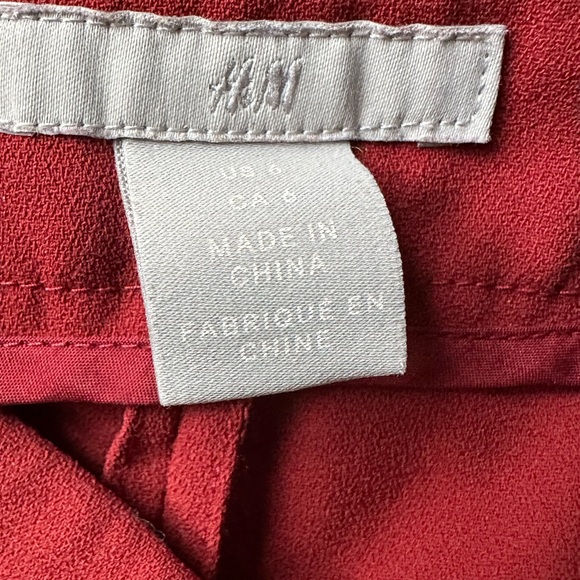 H&M
US 6
CA 6
MADE IN
CHINA
FABRIQUÉ EN
CHINE